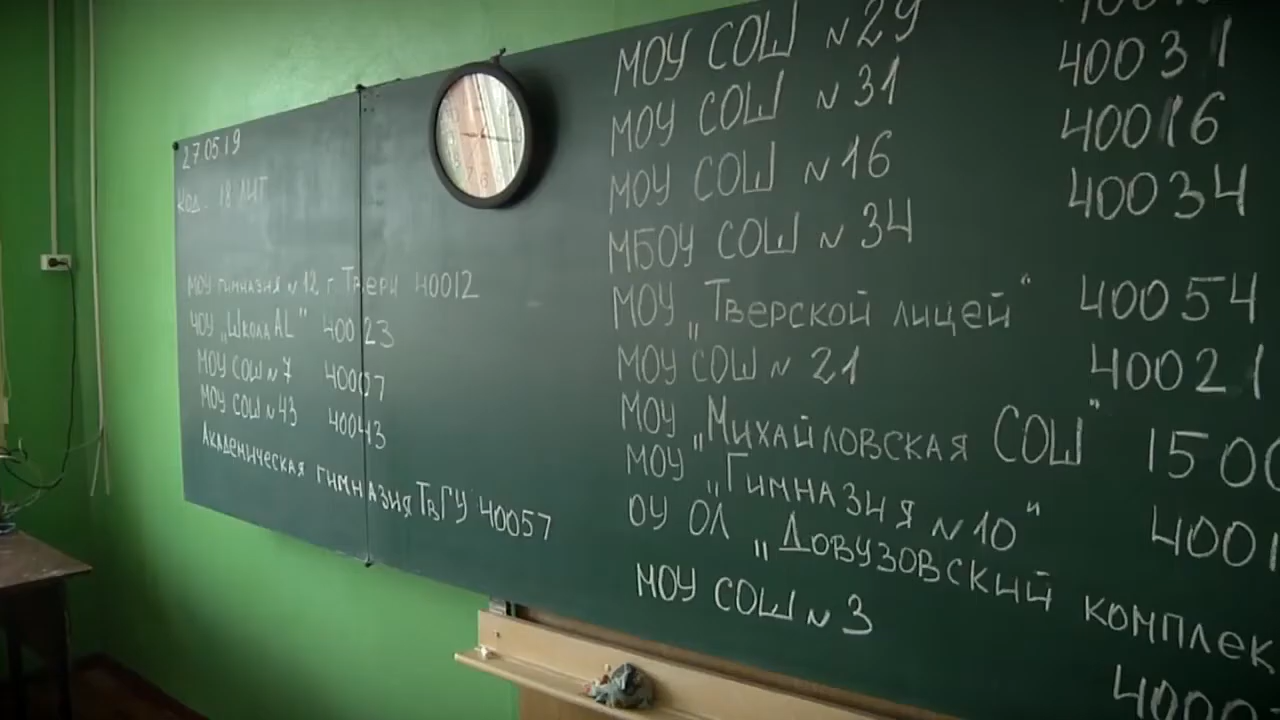 27.05.19
Код. 18 ЛИТ
МОУ гимназия №12 г. Твери 40012
ЧОУ „Школа AL" 40023
МОУ СОШ №7 40007
МОУ СОШ №43 40043
Академическая гимназия ТвГУ 40057
МОУ СОШ №29
МОУ СОШ №31 40031
МОУ СОШ №16 40016
МБОУ СОШ №34 40034
МОУ „Тверской лицей" 40054
МОУ СОШ №21 40021
МОУ „Михайловская СОШ" 1500
МОУ „Гимназия №10" 4001
ОУ ОЛ „Довузовский комплек
МОУ СОШ №3 4000